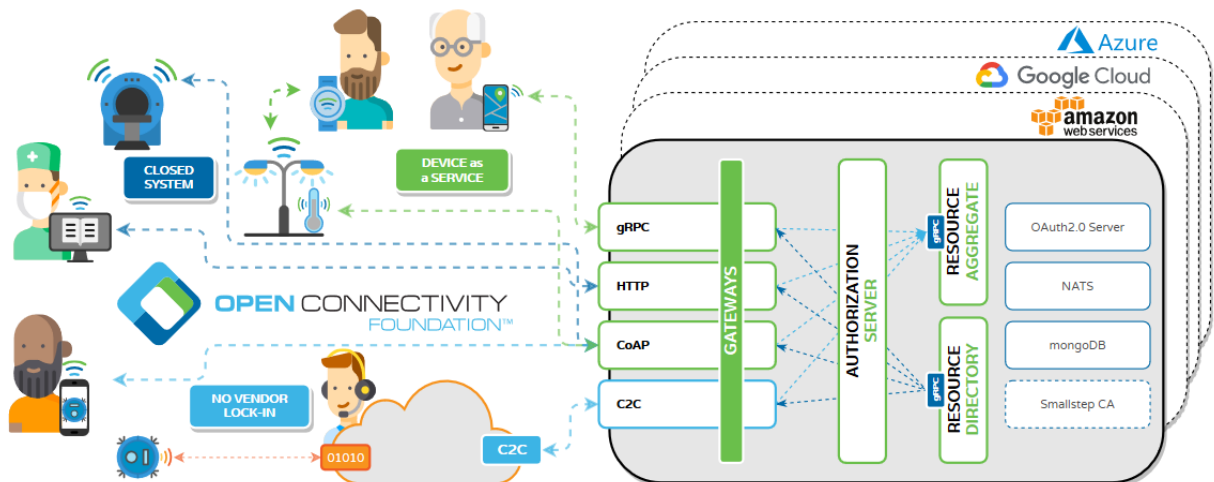 Azure
Google Cloud
amazon
web services
CLOSED
SYSTEM
DEVICE as
a SERVICE
OPEN CONNECTIVITY
FOUNDATION™
NO VENDOR
LOCK-IN
01010
C2C
gRPC
HTTP
CoAP
C2C
GATEWAYS
AUTHORIZATION
SERVER
gRPC
RESOURCE
AGGREGATE
gRPC
RESOURCE
DIRECTORY
OAuth2.0 Server
NATS
mongoDB
Smallstep CA